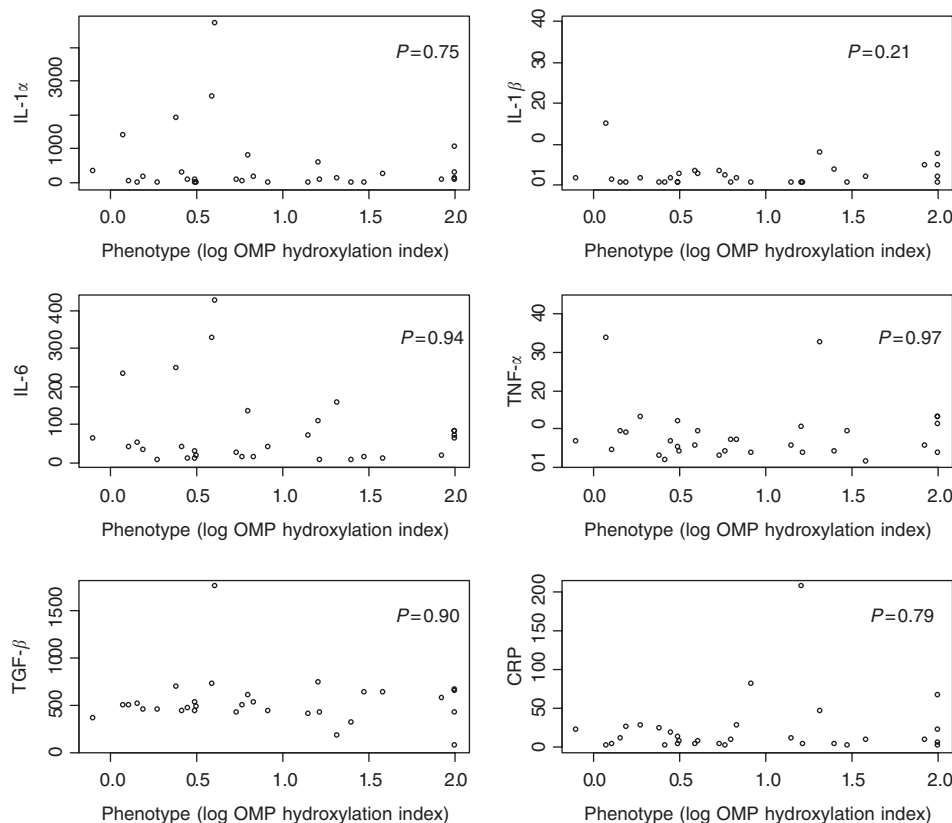 IL-1α
0 1000 3000
P=0.75
0.0 0.5 1.0 1.5 2.0
Phenotype (log OMP hydroxylation index)
IL-1β
01 0 20 40
P=0.21
0.0 0.5 1.0 1.5 2.0
Phenotype (log OMP hydroxylation index)
IL-6
0 100 200 300 400
P=0.94
0.0 0.5 1.0 1.5 2.0
Phenotype (log OMP hydroxylation index)
TNF-α
01 0 20 30 40
P=0.97
0.0 0.5 1.0 1.5 2.0
Phenotype (log OMP hydroxylation index)
TGF-β
0 500 1000 1500
P=0.90
0.0 0.5 1.0 1.5 2.0
Phenotype (log OMP hydroxylation index)
CRP
0 50 100 150 200
P=0.79
0.0 0.5 1.0 1.5 2.0
Phenotype (log OMP hydroxylation index)